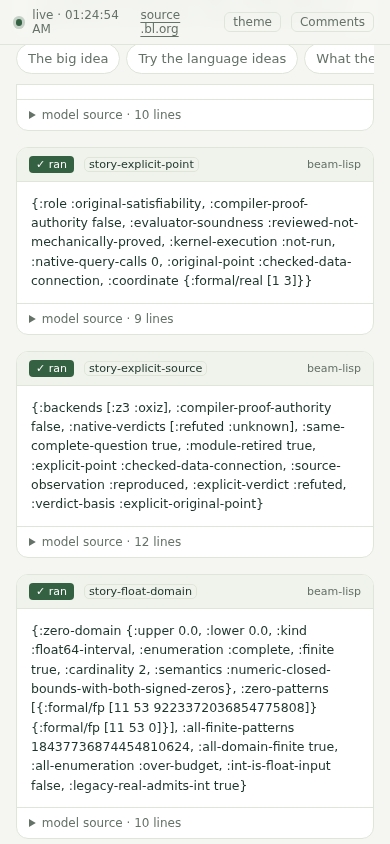 live · 01:24:54 AM
source.bl.org
theme
Comments
The big idea
Try the language ideas
What the
▶ model source · 10 lines
✓ ran story-explicit-point beam-lisp
{:role :original-satisfiability, :compiler-proof-
authority false, :evaluator-soundness :reviewed-not-
mechanically-proved, :kernel-execution :not-run,
:native-query-calls 0, :original-point :checked-data-
connection, :coordinate {:formal/real [1 3]}}
▶ model source · 9 lines
✓ ran story-explicit-source beam-lisp
{:backends [:z3 :oxiz], :compiler-proof-authority
false, :native-verdicts [:refuted :unknown], :same-
complete-question true, :module-retired true,
:explicit-point :checked-data-connection, :source-
observation :reproduced, :explicit-verdict :refuted,
:verdict-basis :explicit-original-point}
▶ model source · 12 lines
✓ ran story-float-domain beam-lisp
{:zero-domain {:upper 0.0, :lower 0.0, :kind
:float64-interval, :enumeration :complete, :finite
true, :cardinality 2, :semantics :numeric-closed-
bounds-with-both-signed-zeros}, :zero-patterns
[{:formal/fp [11 53 9223372036854775808]}
{:formal/fp [11 53 0]}], :all-finite-patterns
18437736874454810624, :all-domain-finite true,
:all-enumeration :over-budget, :int-is-float-input
false, :legacy-real-admits-int true}
▶ model source · 10 lines